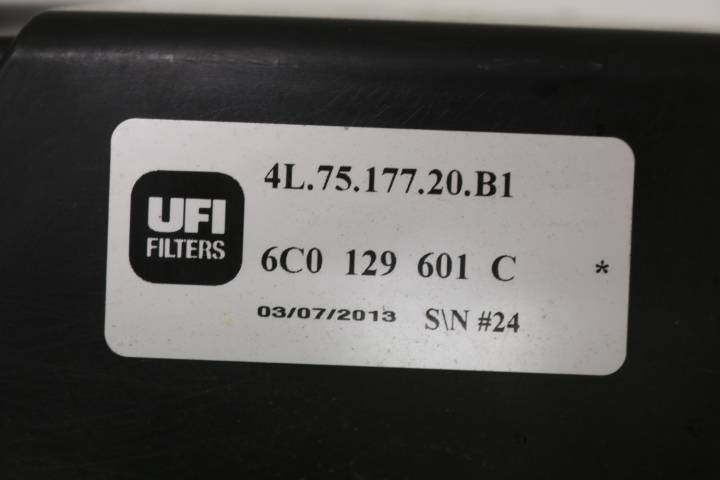 UFI
FILTERS
4L.75.177.20.B1
6C0 129 601 C *
03/07/2013 S\N #24